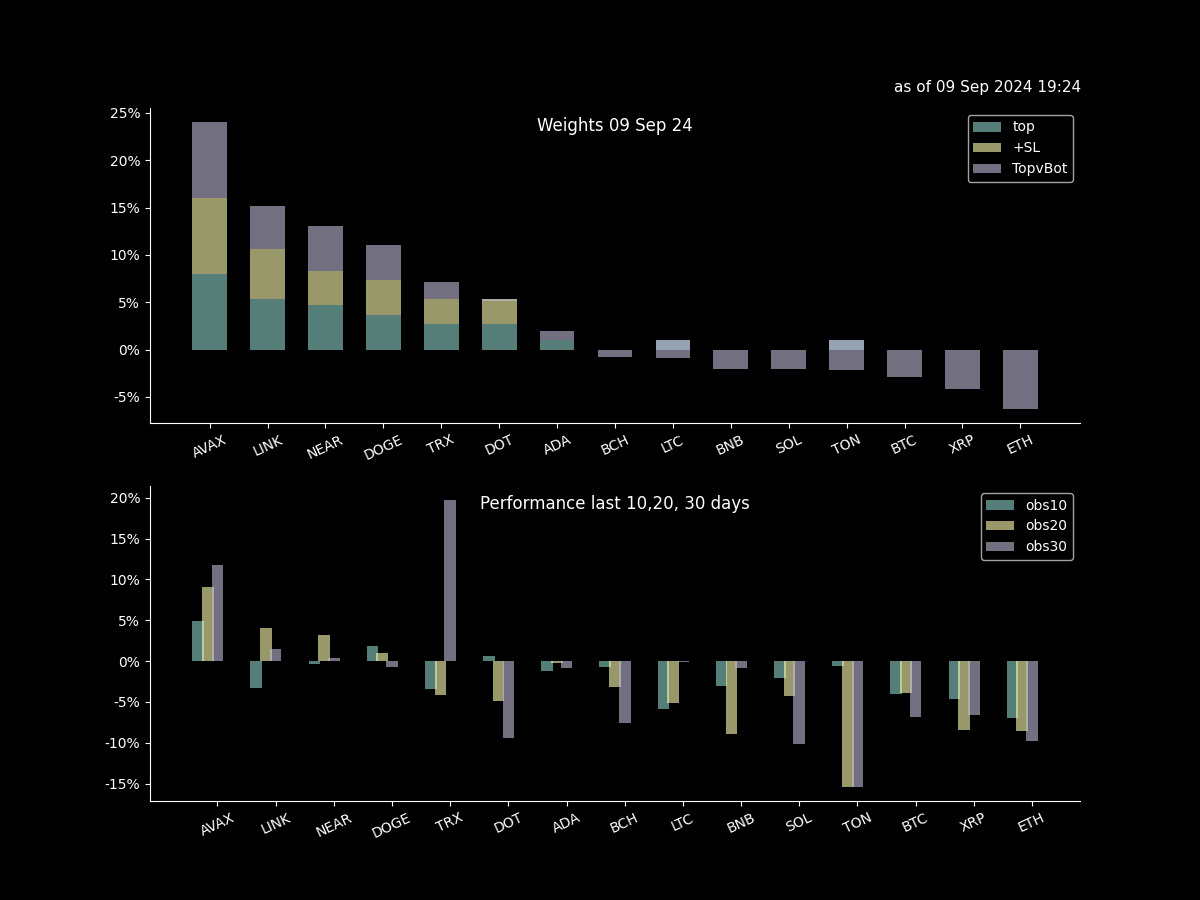 as of 09 Sep 2024 19:24
Weights 09 Sep 24
top
+SL
TopvBot
25%
20%
15%
10%
5%
0%
-5%
AVAX LINK NEAR DOGE TRX DOT ADA BCH LTC BNB SOL TON BTC XRP ETH
Performance last 10,20, 30 days
obs10
obs20
obs30
20%
15%
10%
5%
0%
-5%
-10%
-15%
AVAX LINK NEAR DOGE TRX DOT ADA BCH LTC BNB SOL TON BTC XRP ETH